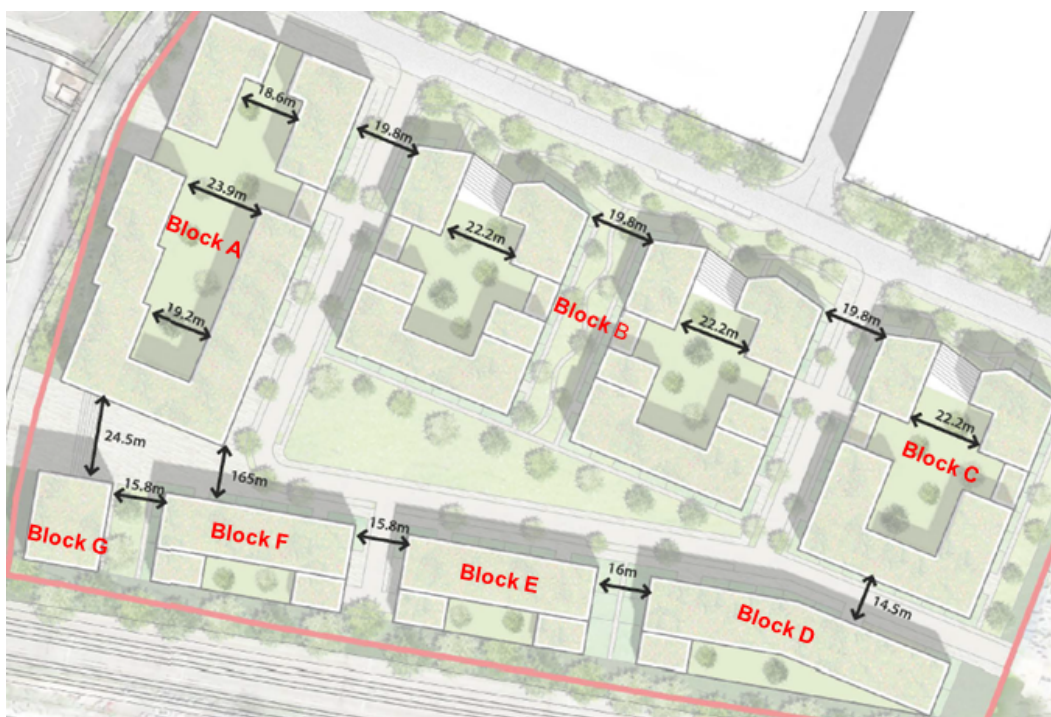 18.6m
19.8m
23.9m
Block A
22.2m
19.8m
19.2m
Block B
22.2m
19.8m
22.2m
Block C
24.5m
165m
15.8m
Block G
Block F
15.8m
Block E
16m
Block D
14.5m